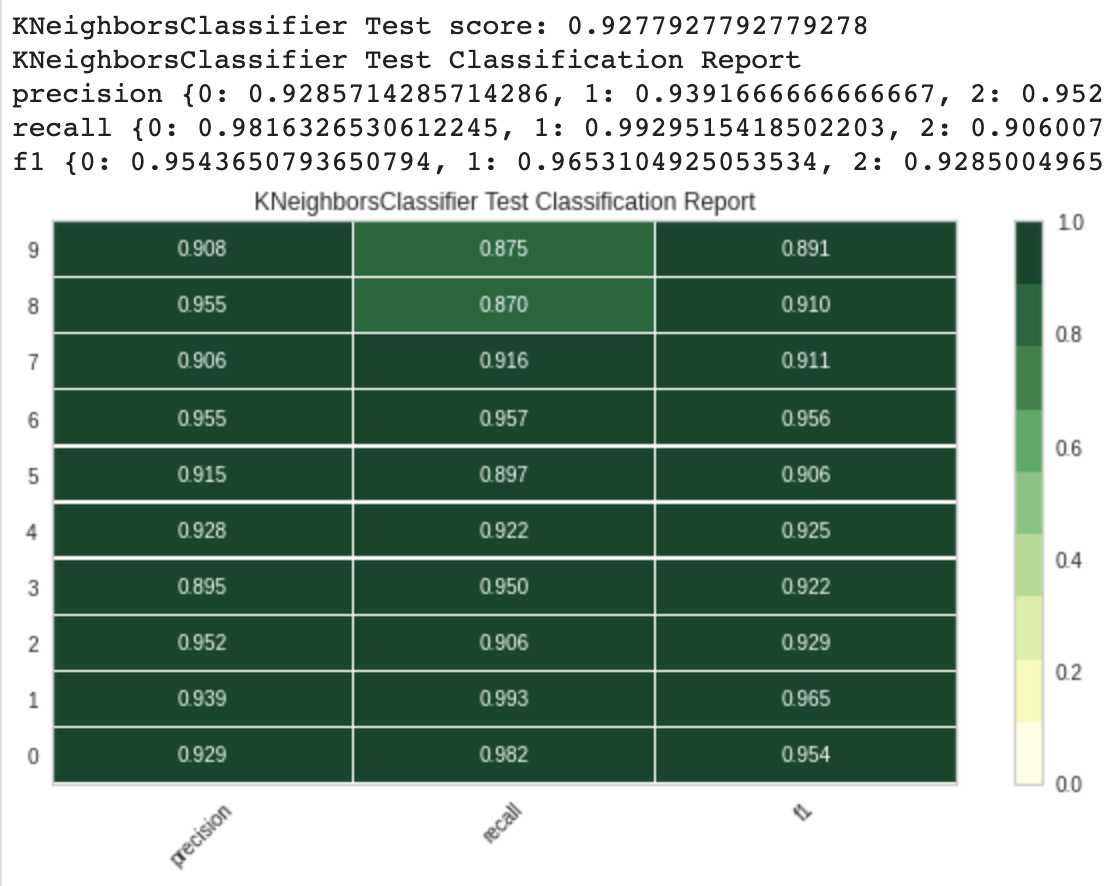 KNeighborsClassifier Test score: 0.9277927792779278
KNeighborsClassifier Test Classification Report
precision {0: 0.9285714285714286, 1: 0.9391666666666667, 2: 0.952
recall {0: 0.9816326530612245, 1: 0.9929515418502203, 2: 0.906007
f1 {0: 0.9543650793650794, 1: 0.9653104925053534, 2: 0.9285004965
KNeighborsClassifier Test Classification Report
9 0.908 0.875 0.891
8 0.955 0.870 0.910
7 0.906 0.916 0.911
6 0.955 0.957 0.956
5 0.915 0.897 0.906
4 0.928 0.922 0.925
3 0.895 0.950 0.922
2 0.952 0.906 0.929
1 0.939 0.993 0.965
0 0.929 0.982 0.954
precision recall f1
1.0
0.8
0.6
0.4
0.2
0.0